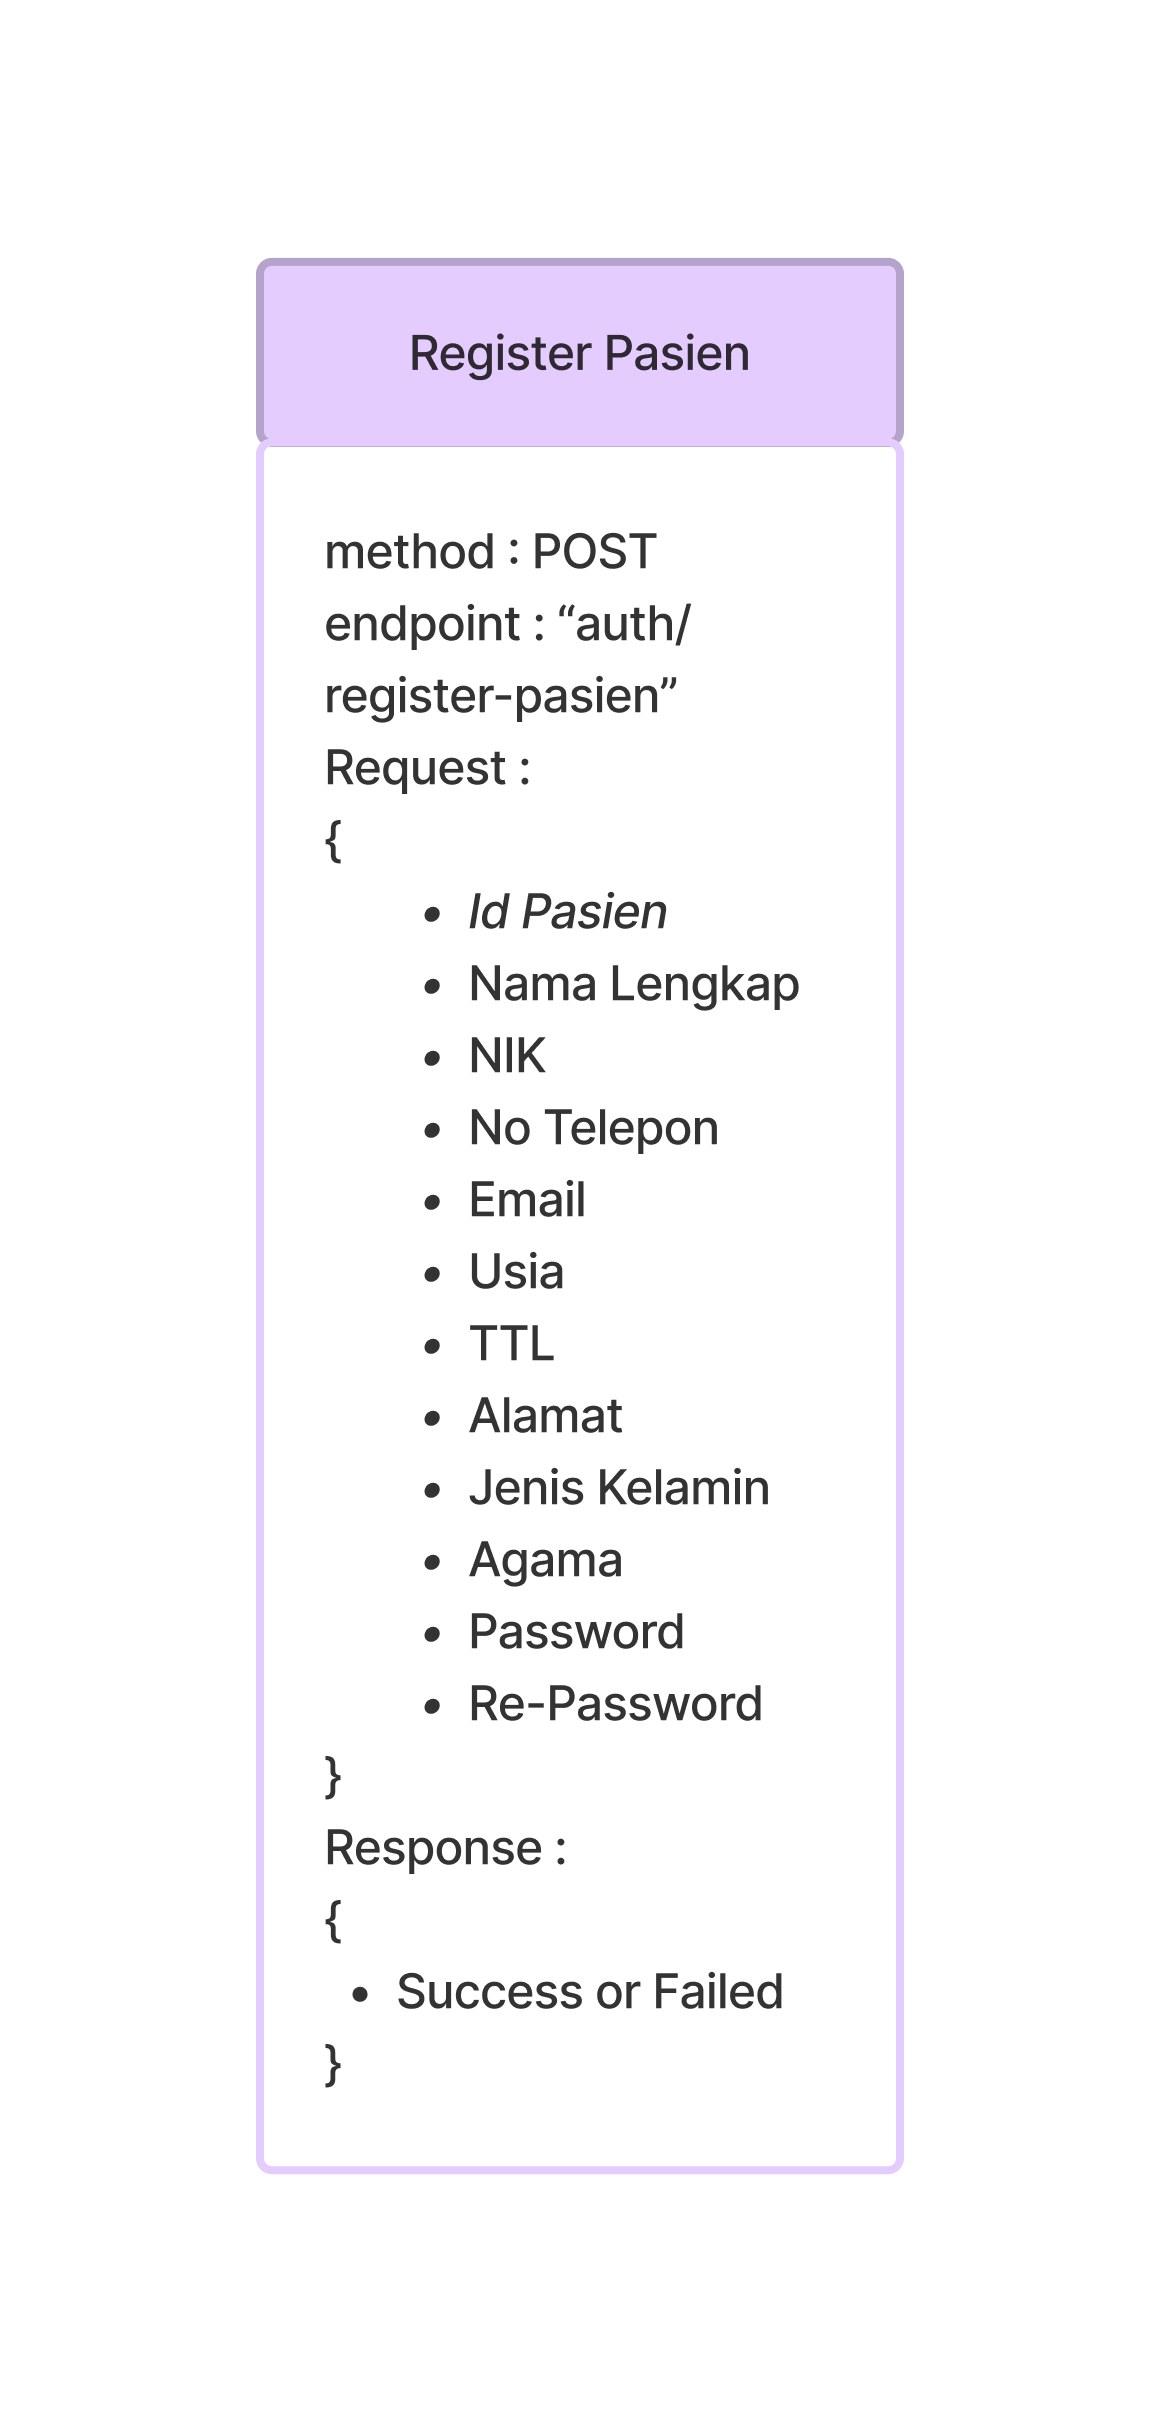 Register Pasien
method : POST
endpoint : “auth/
register-pasien”
Request :
{
• Id Pasien
• Nama Lengkap
• NIK
• No Telepon
• Email
• Usia
• TTL
• Alamat
• Jenis Kelamin
• Agama
• Password
• Re-Password
}
Response :
{
• Success or Failed
}